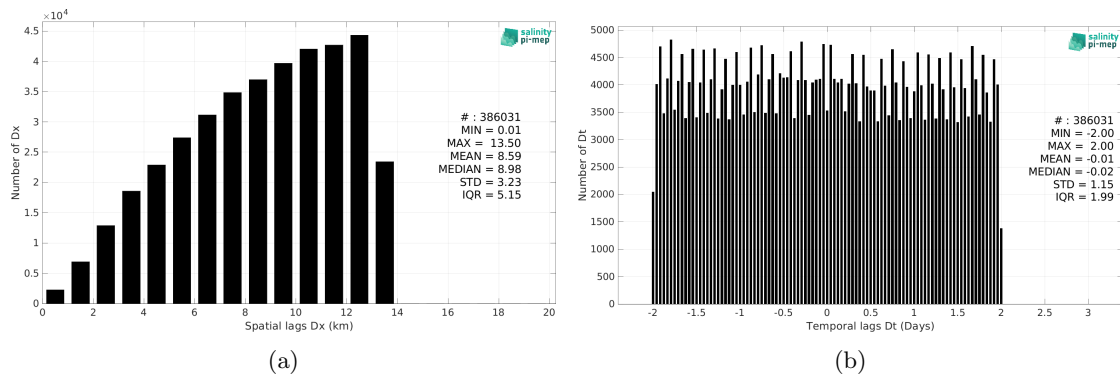 ×10⁴
4.5
4
3.5
3
2.5
2
1.5
1
0.5
0
Number of Dx
salinity
pi-mep
# : 386031
MIN = 0.01
MAX = 13.50
MEAN = 8.59
MEDIAN = 8.98
STD = 3.23
IQR = 5.15
0 2 4 6 8 10 12 14 16 18 20
Spatial lags Dx (km)
(a)
5000
4500
4000
3500
3000
2500
2000
1500
1000
500
0
Number of Dt
salinity
pi-mep
# : 386031
MIN = -2.00
MAX = 2.00
MEAN = -0.01
MEDIAN = -0.02
STD = 1.15
IQR = 1.99
-2 -1.5 -1 -0.5 0 0.5 1 1.5 2 2.5 3
Temporal lags Dt (Days)
(b)